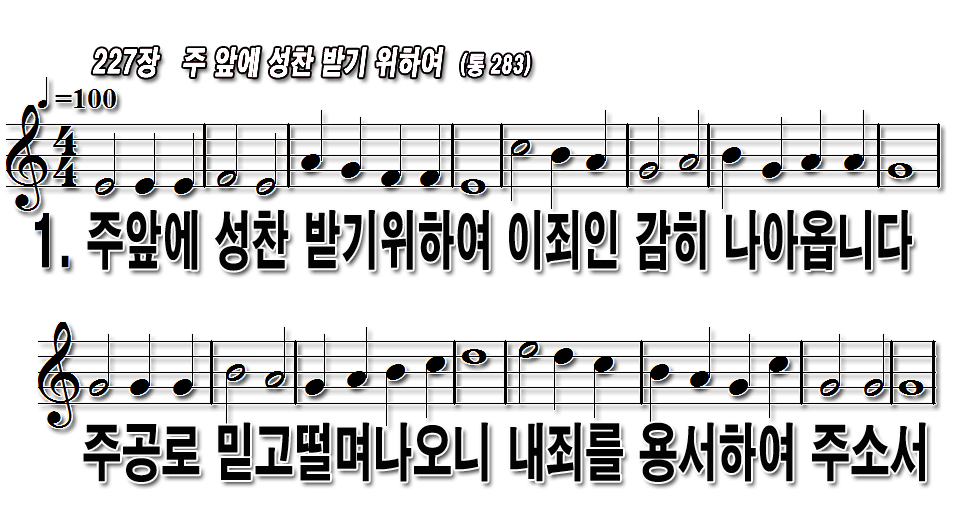 227장 주 앞에 성찬 받기 위하여 (통 283)
♩=100
4/4
1. 주앞에 성찬 받기위하여 이죄인 감히 나아옵니다
주공로 믿고떨며나오니 내죄를 용서하여 주소서